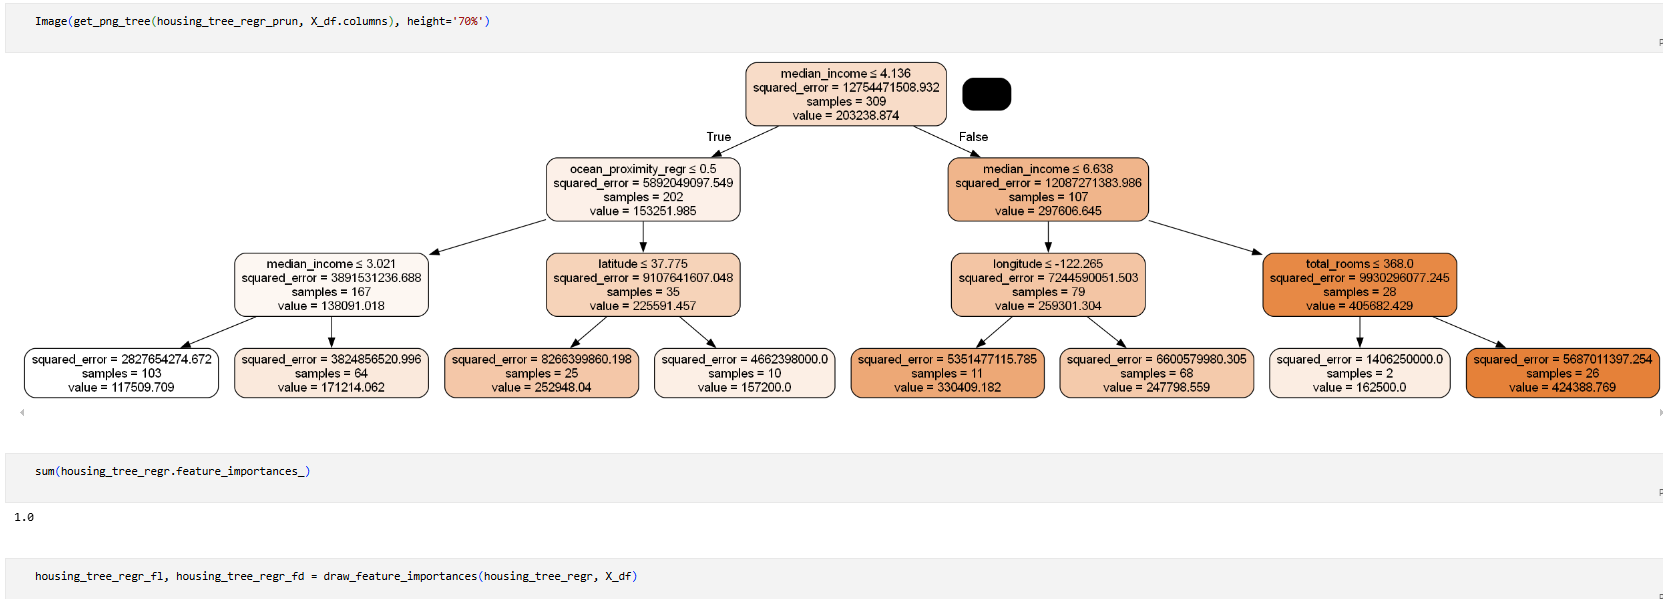 Image(get_png_tree(housing_tree_regr_prun, X_df.columns), height='70%')
median_income ≤ 4.136
squared_error = 12754471508.932
samples = 309
value = 203238.874
True
False
ocean_proximity_regr ≤ 0.5
squared_error = 5892049097.549
samples = 202
value = 153251.985
median_income ≤ 6.638
squared_error = 12087271383.986
samples = 107
value = 297606.645
median_income ≤ 3.021
squared_error = 3891531236.688
samples = 167
value = 138091.018
latitude ≤ 37.775
squared_error = 9107641607.048
samples = 35
value = 225591.457
longitude ≤ -122.265
squared_error = 7244590051.503
samples = 79
value = 259301.304
total_rooms ≤ 368.0
squared_error = 9930296077.245
samples = 28
value = 405682.429
squared_error = 2827654274.672
samples = 103
value = 117509.709
squared_error = 3824856520.996
samples = 64
value = 171214.062
squared_error = 8266399860.198
samples = 25
value = 252948.04
squared_error = 4662398000.0
samples = 10
value = 157200.0
squared_error = 5351477115.785
samples = 11
value = 330409.182
squared_error = 6600579980.305
samples = 68
value = 247798.559
squared_error = 1406250000.0
samples = 2
value = 162500.0
squared_error = 5687011397.254
samples = 26
value = 424388.769
sum(housing_tree_regr.feature_importances_)
1.0
housing_tree_regr_fl, housing_tree_regr_fd = draw_feature_importances(housing_tree_regr, X_df)